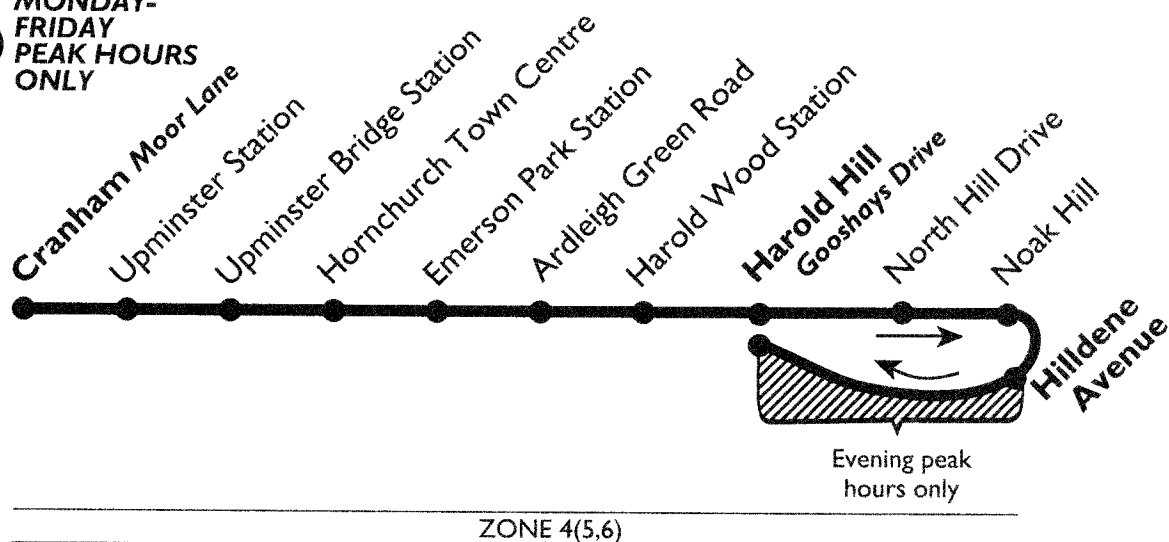 MONDAY-
FRIDAY
PEAK HOURS
ONLY
Cranham Moor Lane
Upminster Station
Upminster Bridge Station
Hornchurch Town Centre
Emerson Park Station
Ardleigh Green Road
Harold Wood Station
Harold Hill
Gooshays Drive
North Hill Drive
Noak Hill
Hilldene
Avenue
Evening peak
hours only
ZONE 4(5,6)